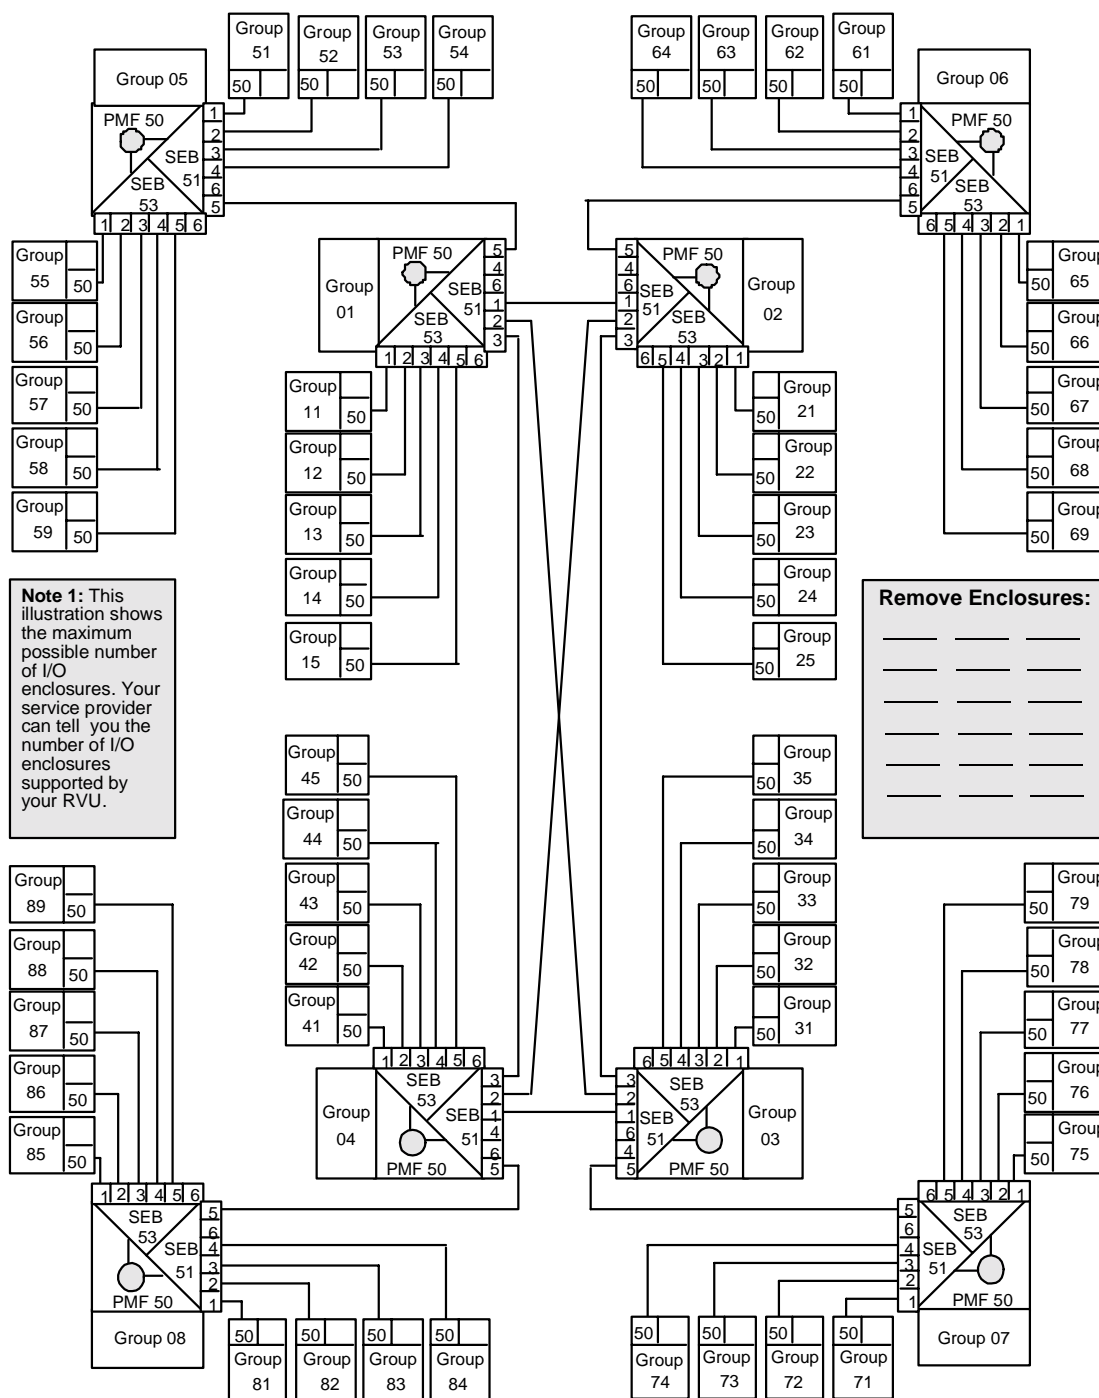 Group
51
50
Group
52
50
Group
53
50
Group
54
50
Group
64
50
Group
63
50
Group
62
50
Group
61
50
Group 05
PMF 50
SEB
51
SEB
53
1
2
3
4
6
5
1 2 3 4 5 6
Group 06
PMF 50
SEB
51
SEB
53
1
2
3
4
6
5
6 5 4 3 2 1
Group
55
50
Group
56
50
Group
57
50
Group
58
50
Group
59
50
Group
01
PMF 50
SEB
51
SEB
53
5
4
6
1
2
3
1 2 3 4 5 6
Group
02
PMF 50
SEB
51
SEB
53
5
4
6
1
2
3
6 5 4 3 2 1
Group
65
50
Group
66
50
Group
67
50
Group
68
50
Group
69
50
Group
11
50
Group
12
50
Group
13
50
Group
14
50
Group
15
50
Group
21
50
Group
22
50
Group
23
50
Group
24
50
Group
25
50
Note 1: This
illustration shows
the maximum
possible number
of I/O
enclosures. Your
service provider
can tell you the
number of I/O
enclosures
supported by
your RVU.
Remove Enclosures:
Group
45
50
Group
44
50
Group
43
50
Group
42
50
Group
41
50
Group
35
50
Group
34
50
Group
33
50
Group
32
50
Group
31
50
Group
89
50
Group
88
50
Group
87
50
Group
86
50
Group
85
50
Group
79
50
Group
78
50
Group
77
50
Group
76
50
Group
75
50
1 2 3 4 5 6
Group
04
SEB
53
SEB
51
PMF 50
3
2
1
4
6
5
6 5 4 3 2 1
Group
03
SEB
53
SEB
51
PMF 50
3
2
1
6
4
5
1 2 3 4 5 6
SEB
53
SEB
51
PMF 50
Group 08
5
6
4
3
2
1
6 5 4 3 2 1
SEB
53
SEB
51
PMF 50
Group 07
5
6
4
3
2
1
50
Group
81
50
Group
82
50
Group
83
50
Group
84
50
Group
74
50
Group
73
50
Group
72
50
Group
71